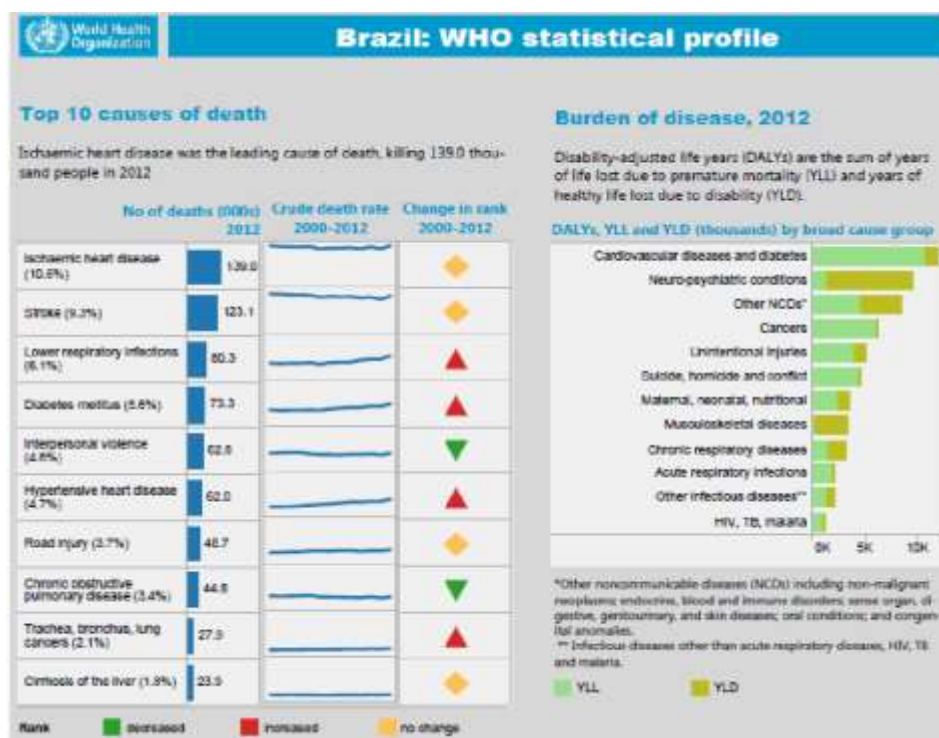 World Health
Organization
Brazil: WHO statistical profile
Top 10 causes of death
Ischaemic heart disease was the leading cause of death, killing 139.0 thou-
sand people in 2012
No of deaths (000s)
2012
Crude death rate
2000-2012
Change in rank
2000-2012
Ischaemic heart disease
139.0
Stroke (9.3%)
123.1
Lower respiratory infections
(6.1%)
80.3
Diabetes mellitus (5.6%)
73.3
Interpersonal violence
Hypertensive heart disease
(4.7%)
62.0
Road injury (3.7%)
Chronic obstructive
pulmonary disease (3.4%)
Trachea, bronchus, lung
cancers (2.1%)
Cirrhosis of the liver (1.8%)
Rank
decreased
increased
no change
Burden of disease, 2012
Disability-adjusted life years (DALYs) are the sum of years
of life lost due to premature mortality (YLL) and years of
healthy life lost due to disability (YLD).
DALYs, YLL and YLD (thousands) by broad cause group
Cardiovascular diseases and diabetes
Neuro-psychiatric conditions
Other NCDs*
Cancers
Unintentional injuries
Suicide, homicide and conflict
Maternal, neonatal, nutritional
Musculoskeletal diseases
Chronic respiratory diseases
Acute respiratory infections
Other infectious diseases**
HIV, TB, malaria
0K 5K 10K
*Other noncommunicable diseases (NCDs) including non-malignant
neoplasms; endocrine, blood and immune disorders; sense organ, di-
gestive, genitourinary, and skin diseases; oral conditions; and congen-
ital anomalies.
** Infectious diseases other than acute respiratory diseases, HIV, TB
and malaria.
YLL
YLD